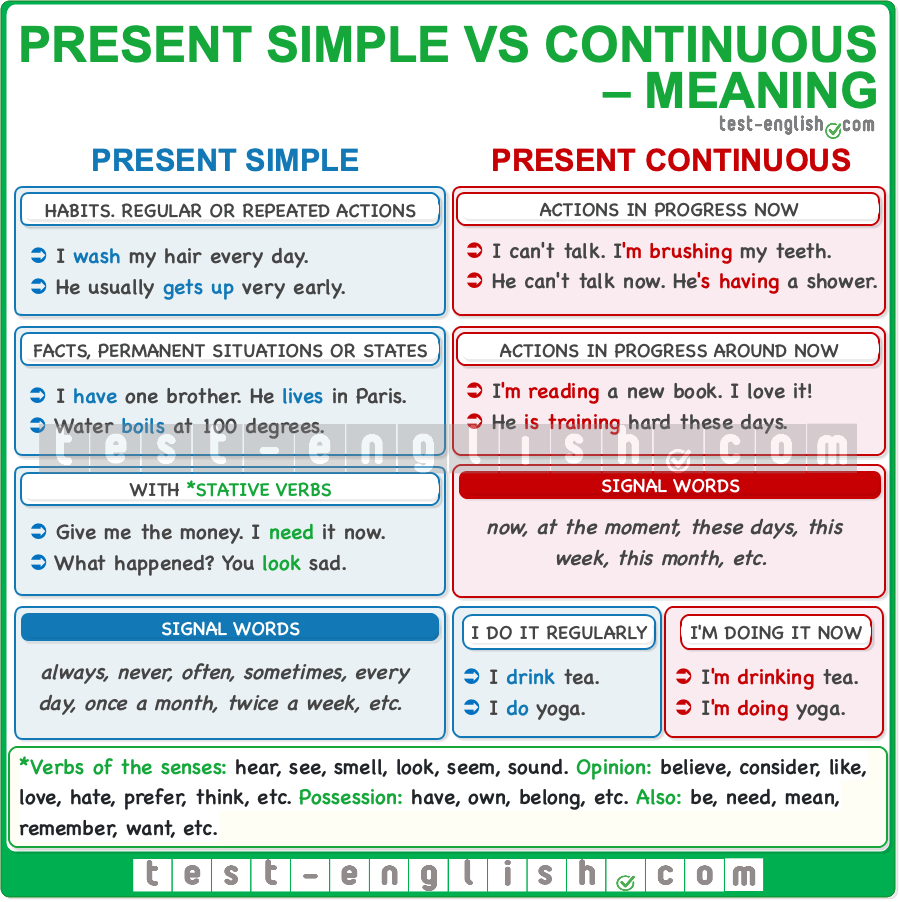 PRESENT SIMPLE VS CONTINUOUS
– MEANING
test-english.com
PRESENT SIMPLE
HABITS. REGULAR OR REPEATED ACTIONS
I wash my hair every day.
He usually gets up very early.
FACTS, PERMANENT SITUATIONS OR STATES
I have one brother. He lives in Paris.
Water boils at 100 degrees.
WITH *STATIVE VERBS
Give me the money. I need it now.
What happened? You look sad.
SIGNAL WORDS
always, never, often, sometimes, every
day, once a month, twice a week, etc.
PRESENT CONTINUOUS
ACTIONS IN PROGRESS NOW
I can't talk. I'm brushing my teeth.
He can't talk now. He's having a shower.
ACTIONS IN PROGRESS AROUND NOW
I'm reading a new book. I love it!
He is training hard these days.
test-english.com
SIGNAL WORDS
now, at the moment, these days, this
week, this month, etc.
I DO IT REGULARLY
I drink tea.
I do yoga.
I'M DOING IT NOW
I'm drinking tea.
I'm doing yoga.
*Verbs of the senses: hear, see, smell, look, seem, sound. Opinion: believe, consider, like,
love, hate, prefer, think, etc. Possession: have, own, belong, etc. Also: be, need, mean,
remember, want, etc.
test-english.com